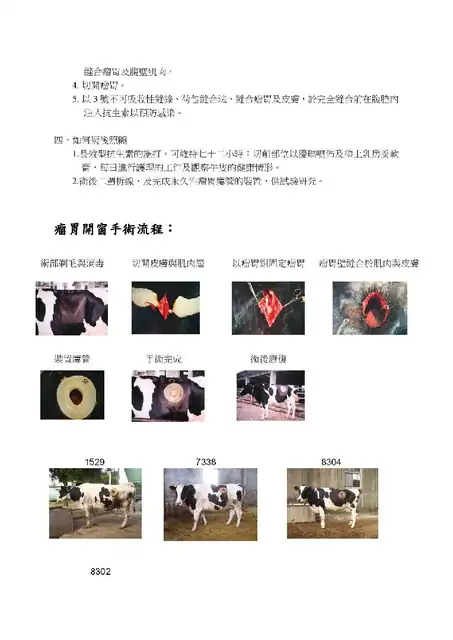 縫合瘤胃及腹壁肌肉。
4. 切開瘤胃。
5. 以 3 號不可吸收性縫線、荷包縫合法、縫合瘤胃及皮膚，於完全縫合前在腹腔內
注入抗生素以預防感染。
四、如何術後照顧
1.長效型抗生素的施打，可維持七十二小時；切創部位以優碘噴佈及塗上乳房炎軟
膏，每日進行護理的工作及觀察牛隻的健康情形。
2.術後二週拆線，及完成永久性瘤胃廔管的裝置，供試驗研究。
瘤胃開窗手術流程：
術部剃毛與消毒 切開皮膚與肌肉層 以瘤胃鉗固定瘤胃 瘤胃壁縫合於肌肉與皮膚
裝置廔管 手術完成 術後康復
1529 7338 8304
8302